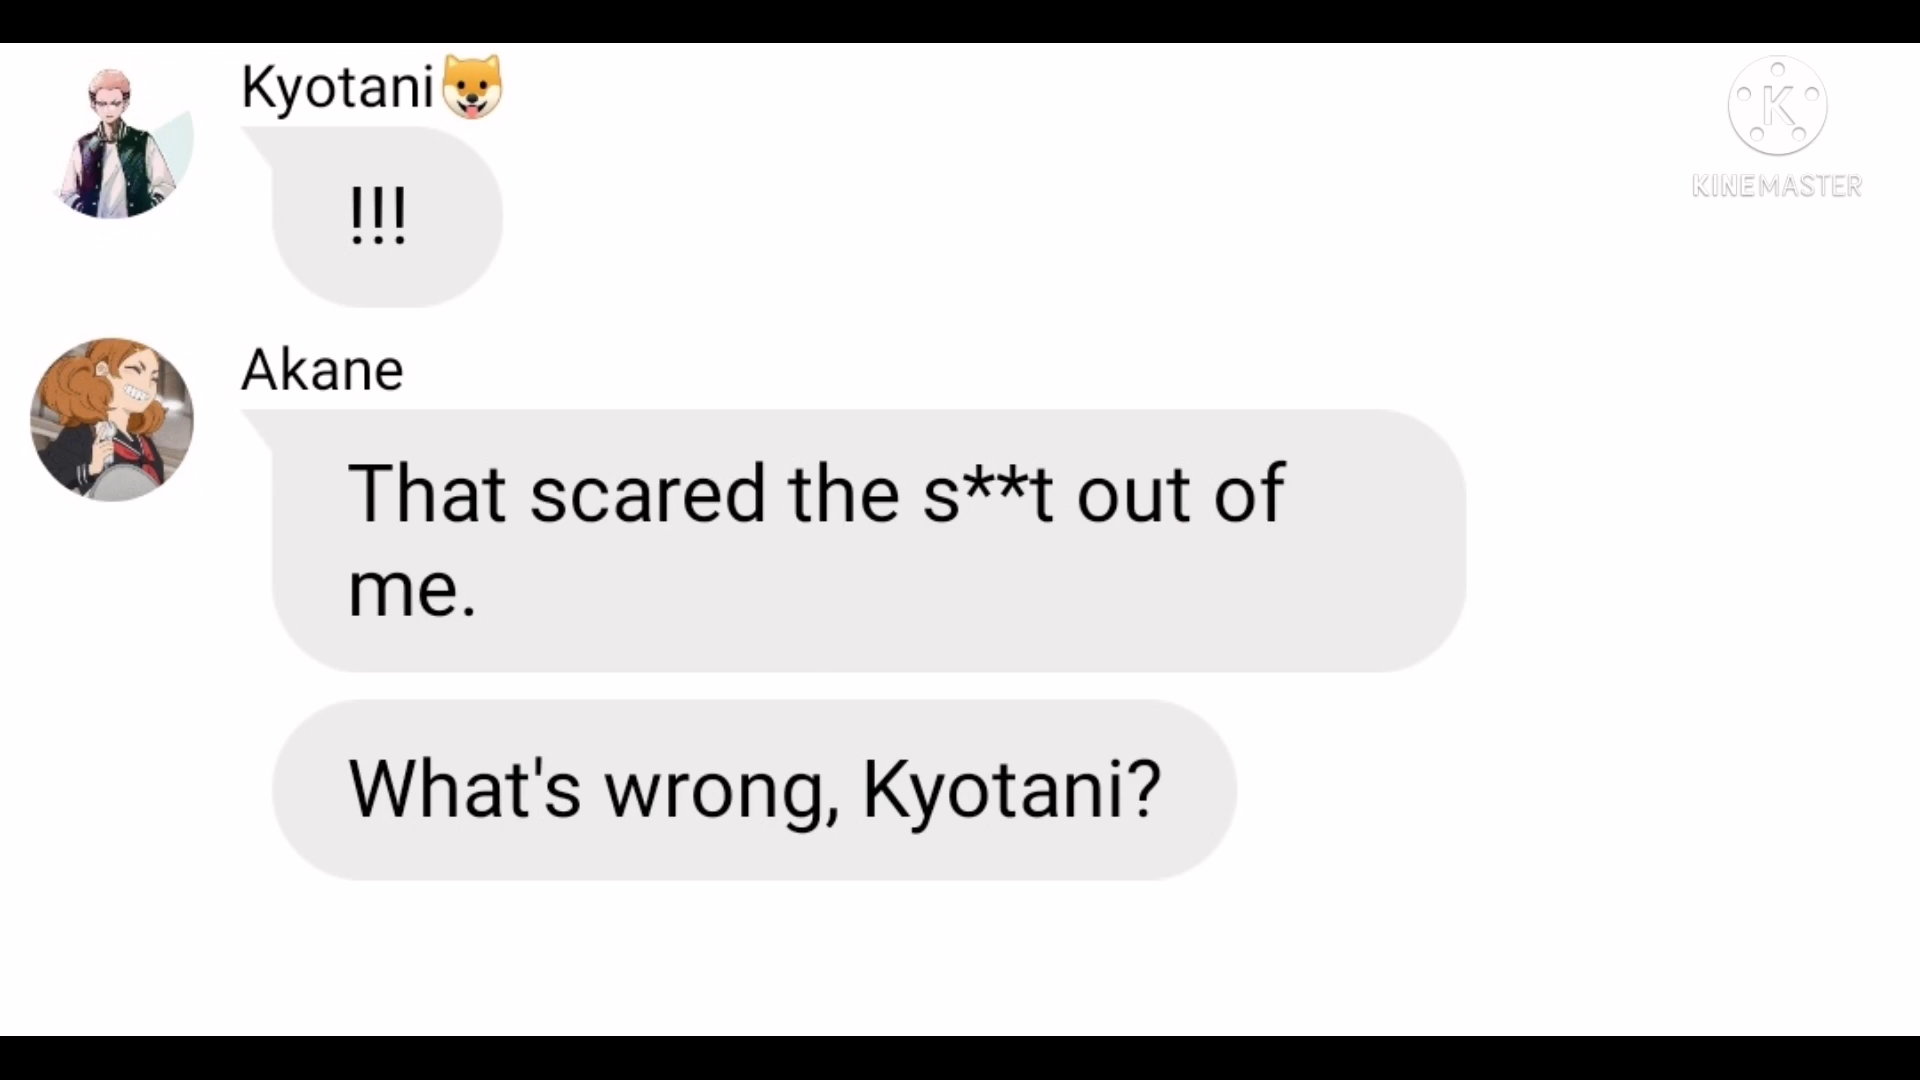 Kyotani🐶
K
KINEMASTER
!!!
Akane
That scared the s**t out of
me.
What's wrong, Kyotani?